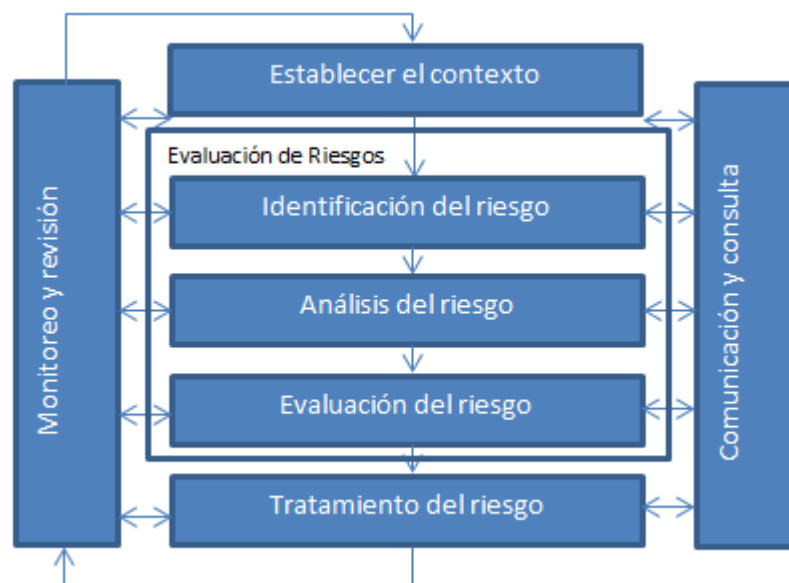 Establecer el contexto
Evaluación de Riesgos
Identificación del riesgo
Análisis del riesgo
Evaluación del riesgo
Tratamiento del riesgo
Monitoreo y revisión
Comunicación y consulta